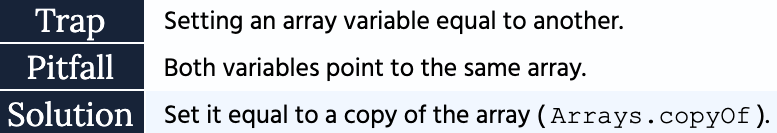 Trap Setting an array variable equal to another.
Pitfall Both variables point to the same array.
Solution Set it equal to a copy of the array (Arrays.copyOf).